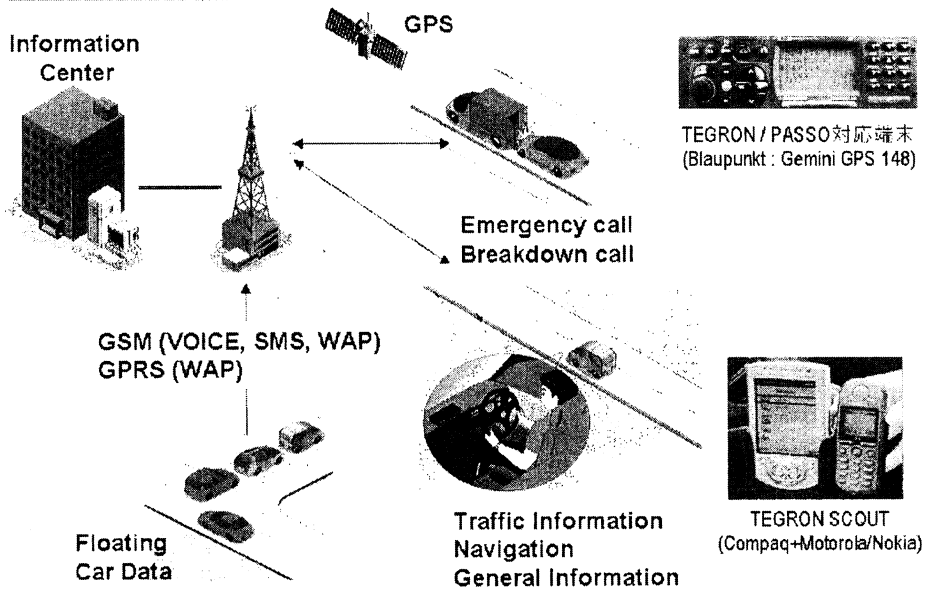 Information
Center
GPS
TEGRON / PASSO対応端末
(Blaupunkt : Gemini GPS 148)
Emergency call
Breakdown call
GSM (VOICE, SMS, WAP)
GPRS (WAP)
Floating
Car Data
Traffic Information
Navigation
General Information
TEGRON SCOUT
(Compaq+Motorola/Nokia)